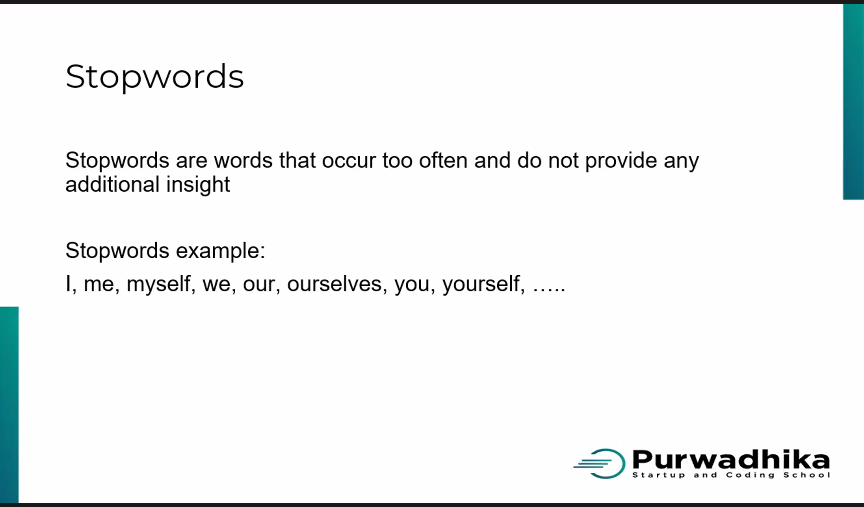 Stopwords
Stopwords are words that occur too often and do not provide any
additional insight
Stopwords example:
I, me, myself, we, our, ourselves, you, yourself, …..
Purwadhika
Startup and Coding School